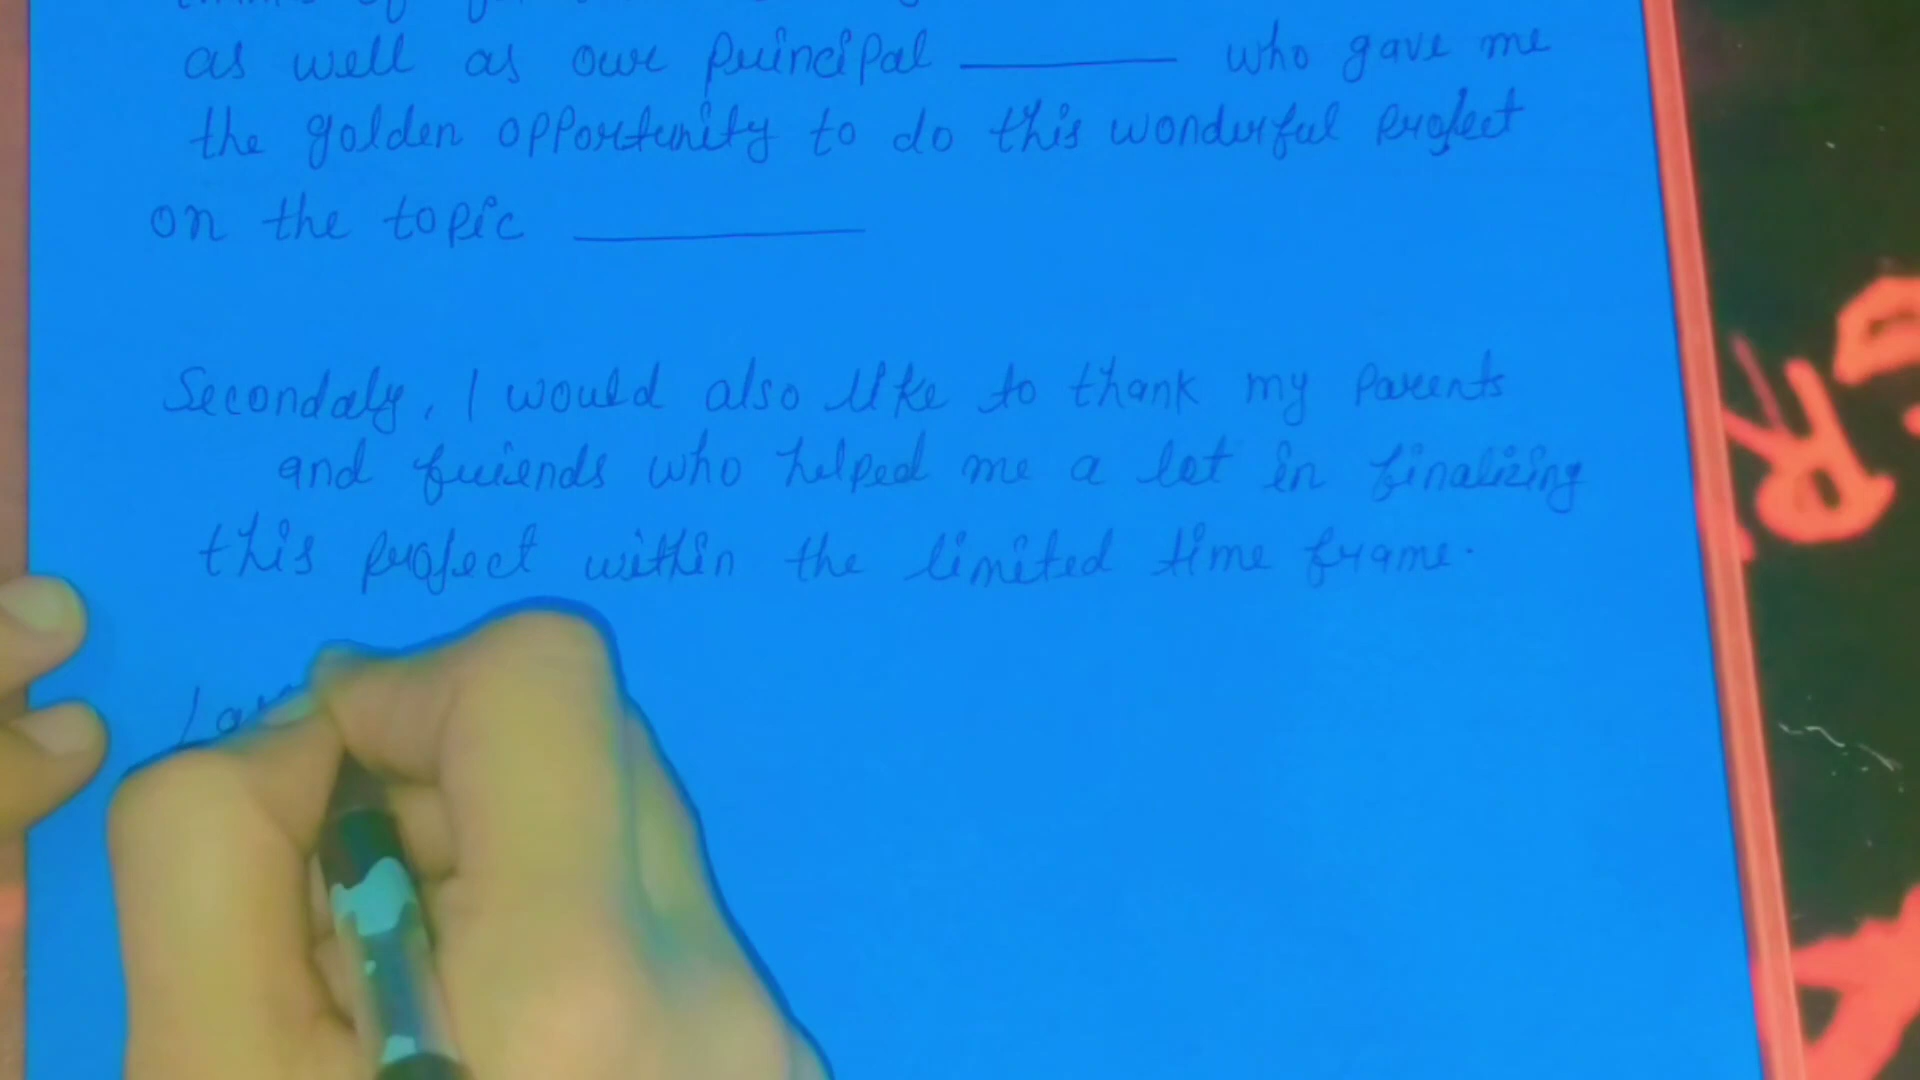 as well as our principal ________ who gave me
the golden opportunity to do this wonderful project
on the topic ________
Secondaly, I would also like to thank my Parents
and friends who helped me a lot in finalizing
this project within the limited time frame.